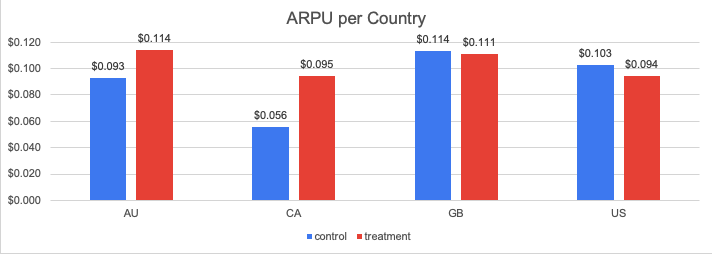 ARPU per Country
$0.120
$0.100
$0.080
$0.060
$0.040
$0.020
$0.000
$0.093
$0.114
$0.056
$0.095
$0.114
$0.111
$0.103
$0.094
AU
CA
GB
US
control
treatment